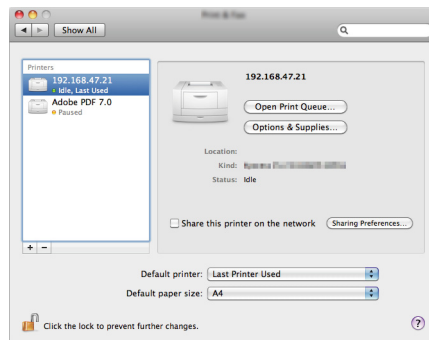 Show All
Printers
192.168.47.21
Idle, Last Used
Adobe PDF 7.0
Paused
192.168.47.21
Open Print Queue...
Options & Supplies...
Location:
Kind:
Status: Idle
Share this printer on the network
Sharing Preferences...
+ −
Default printer: Last Printer Used
Default paper size: A4
Click the lock to prevent further changes.
?